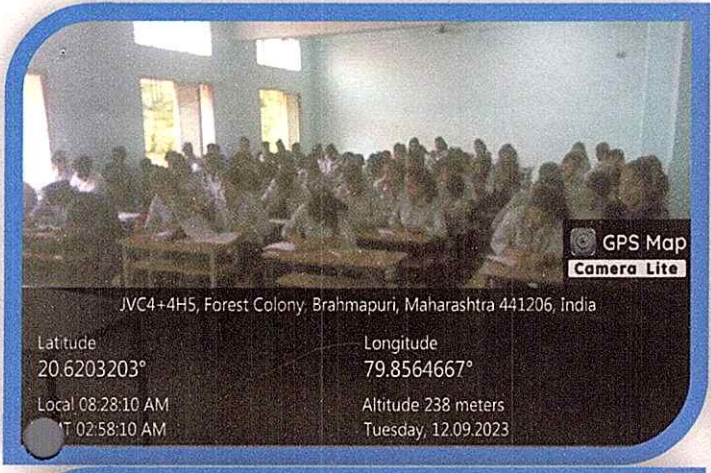 GPS Map
Camera Lite
JVC4+4H5, Forest Colony, Brahmapuri, Maharashtra 441206, India
Latitude
20.6203203°
Longitude
79.8564667°
Local 08:28:10 AM
02:58:10 AM
Altitude 238 meters
Tuesday, 12.09.2023